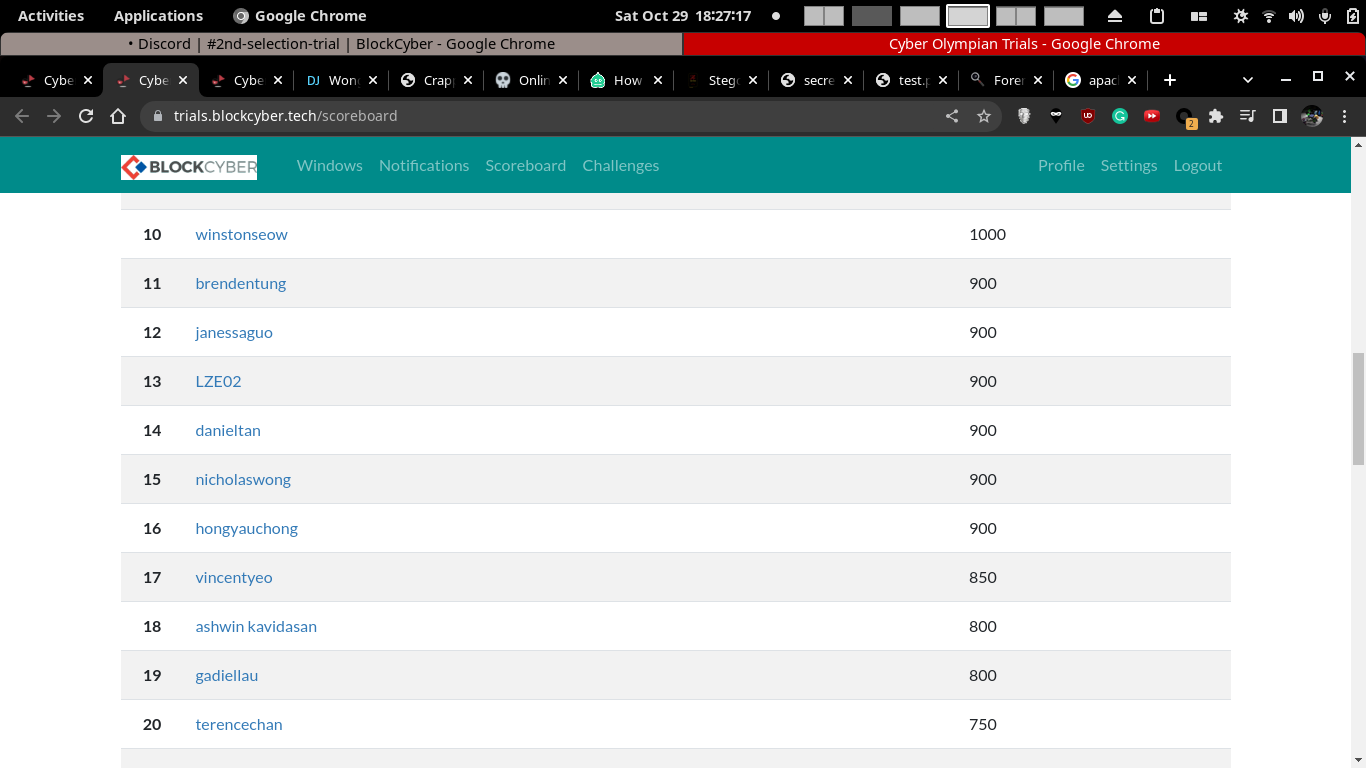 Activities Applications Google Chrome Sat Oct 29 18:27:17
• Discord | #2nd-selection-trial | BlockCyber - Google Chrome Cyber Olympian Trials - Google Chrome
Cybe Cybe Cybe DJ Won Crap Onlin How Steg secre test.p Foren apac
trials.blockcyber.tech/scoreboard 2
BLOCKCYBER Windows Notifications Scoreboard Challenges Profile Settings Logout
10 winstonseow 1000
11 brendentung 900
12 janessaguo 900
13 LZE02 900
14 danieltan 900
15 nicholaswong 900
16 hongyauchong 900
17 vincentyeo 850
18 ashwin kavidasan 800
19 gadiellau 800
20 terencechan 750